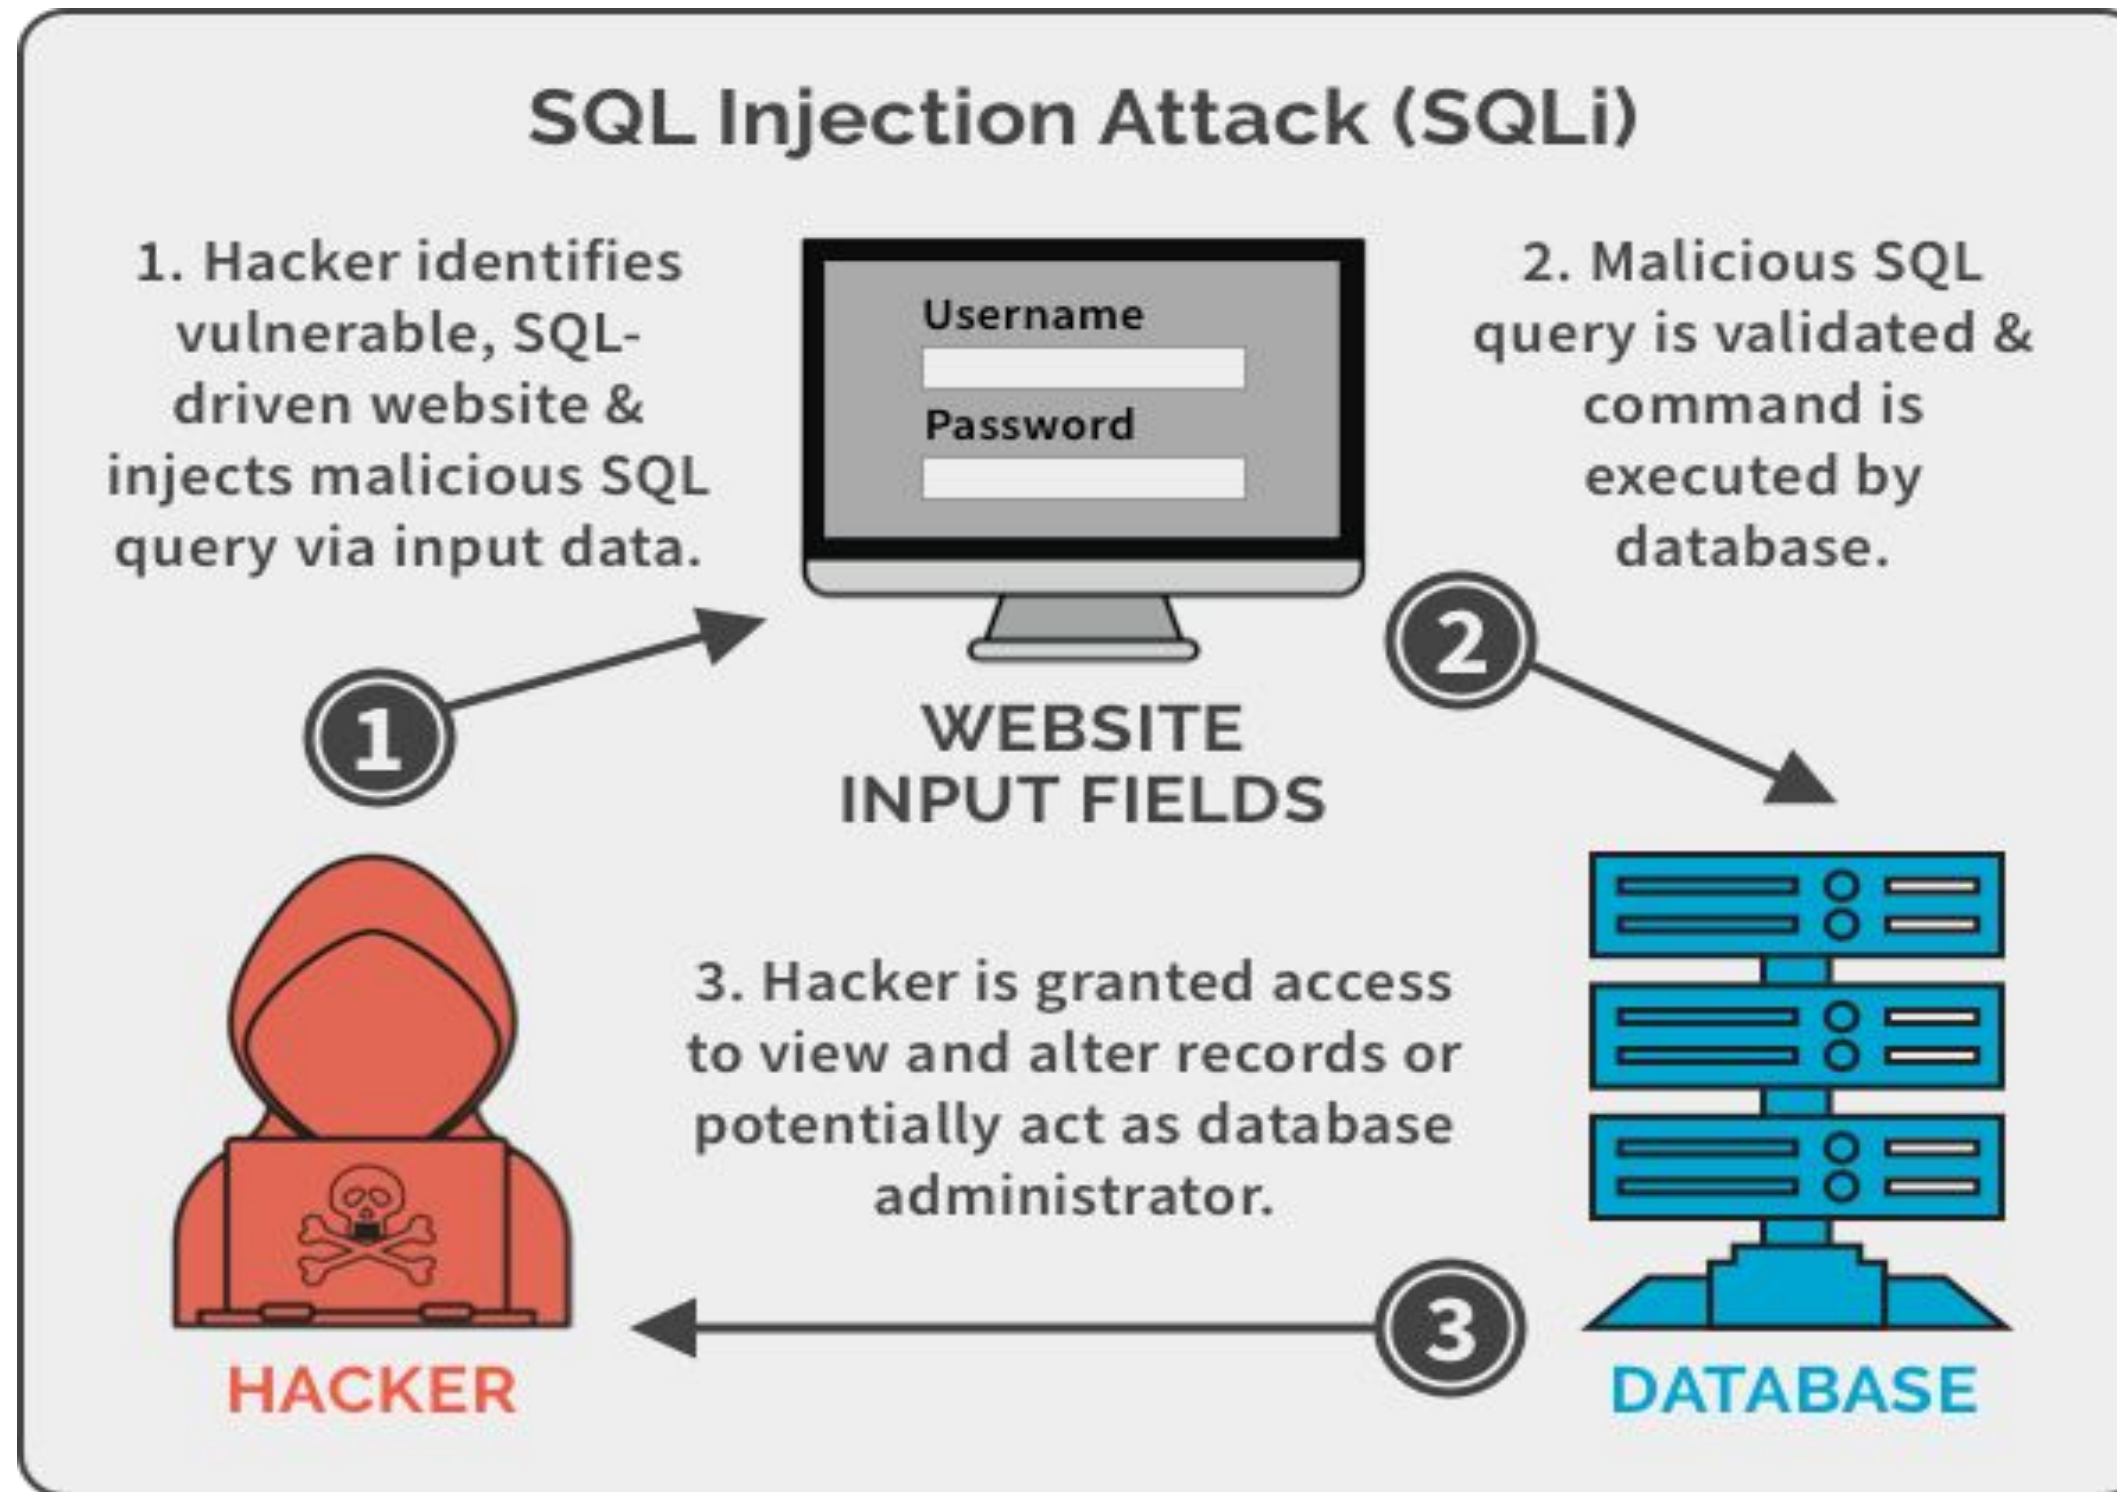 SQL Injection Attack (SQLi)
1. Hacker identifies
vulnerable, SQL-
driven website &
injects malicious SQL
query via input data.
Username
Password
2. Malicious SQL
query is validated &
command is
executed by
database.
1
2
WEBSITE
INPUT FIELDS
3. Hacker is granted access
to view and alter records or
potentially act as database
administrator.
3
HACKER
DATABASE